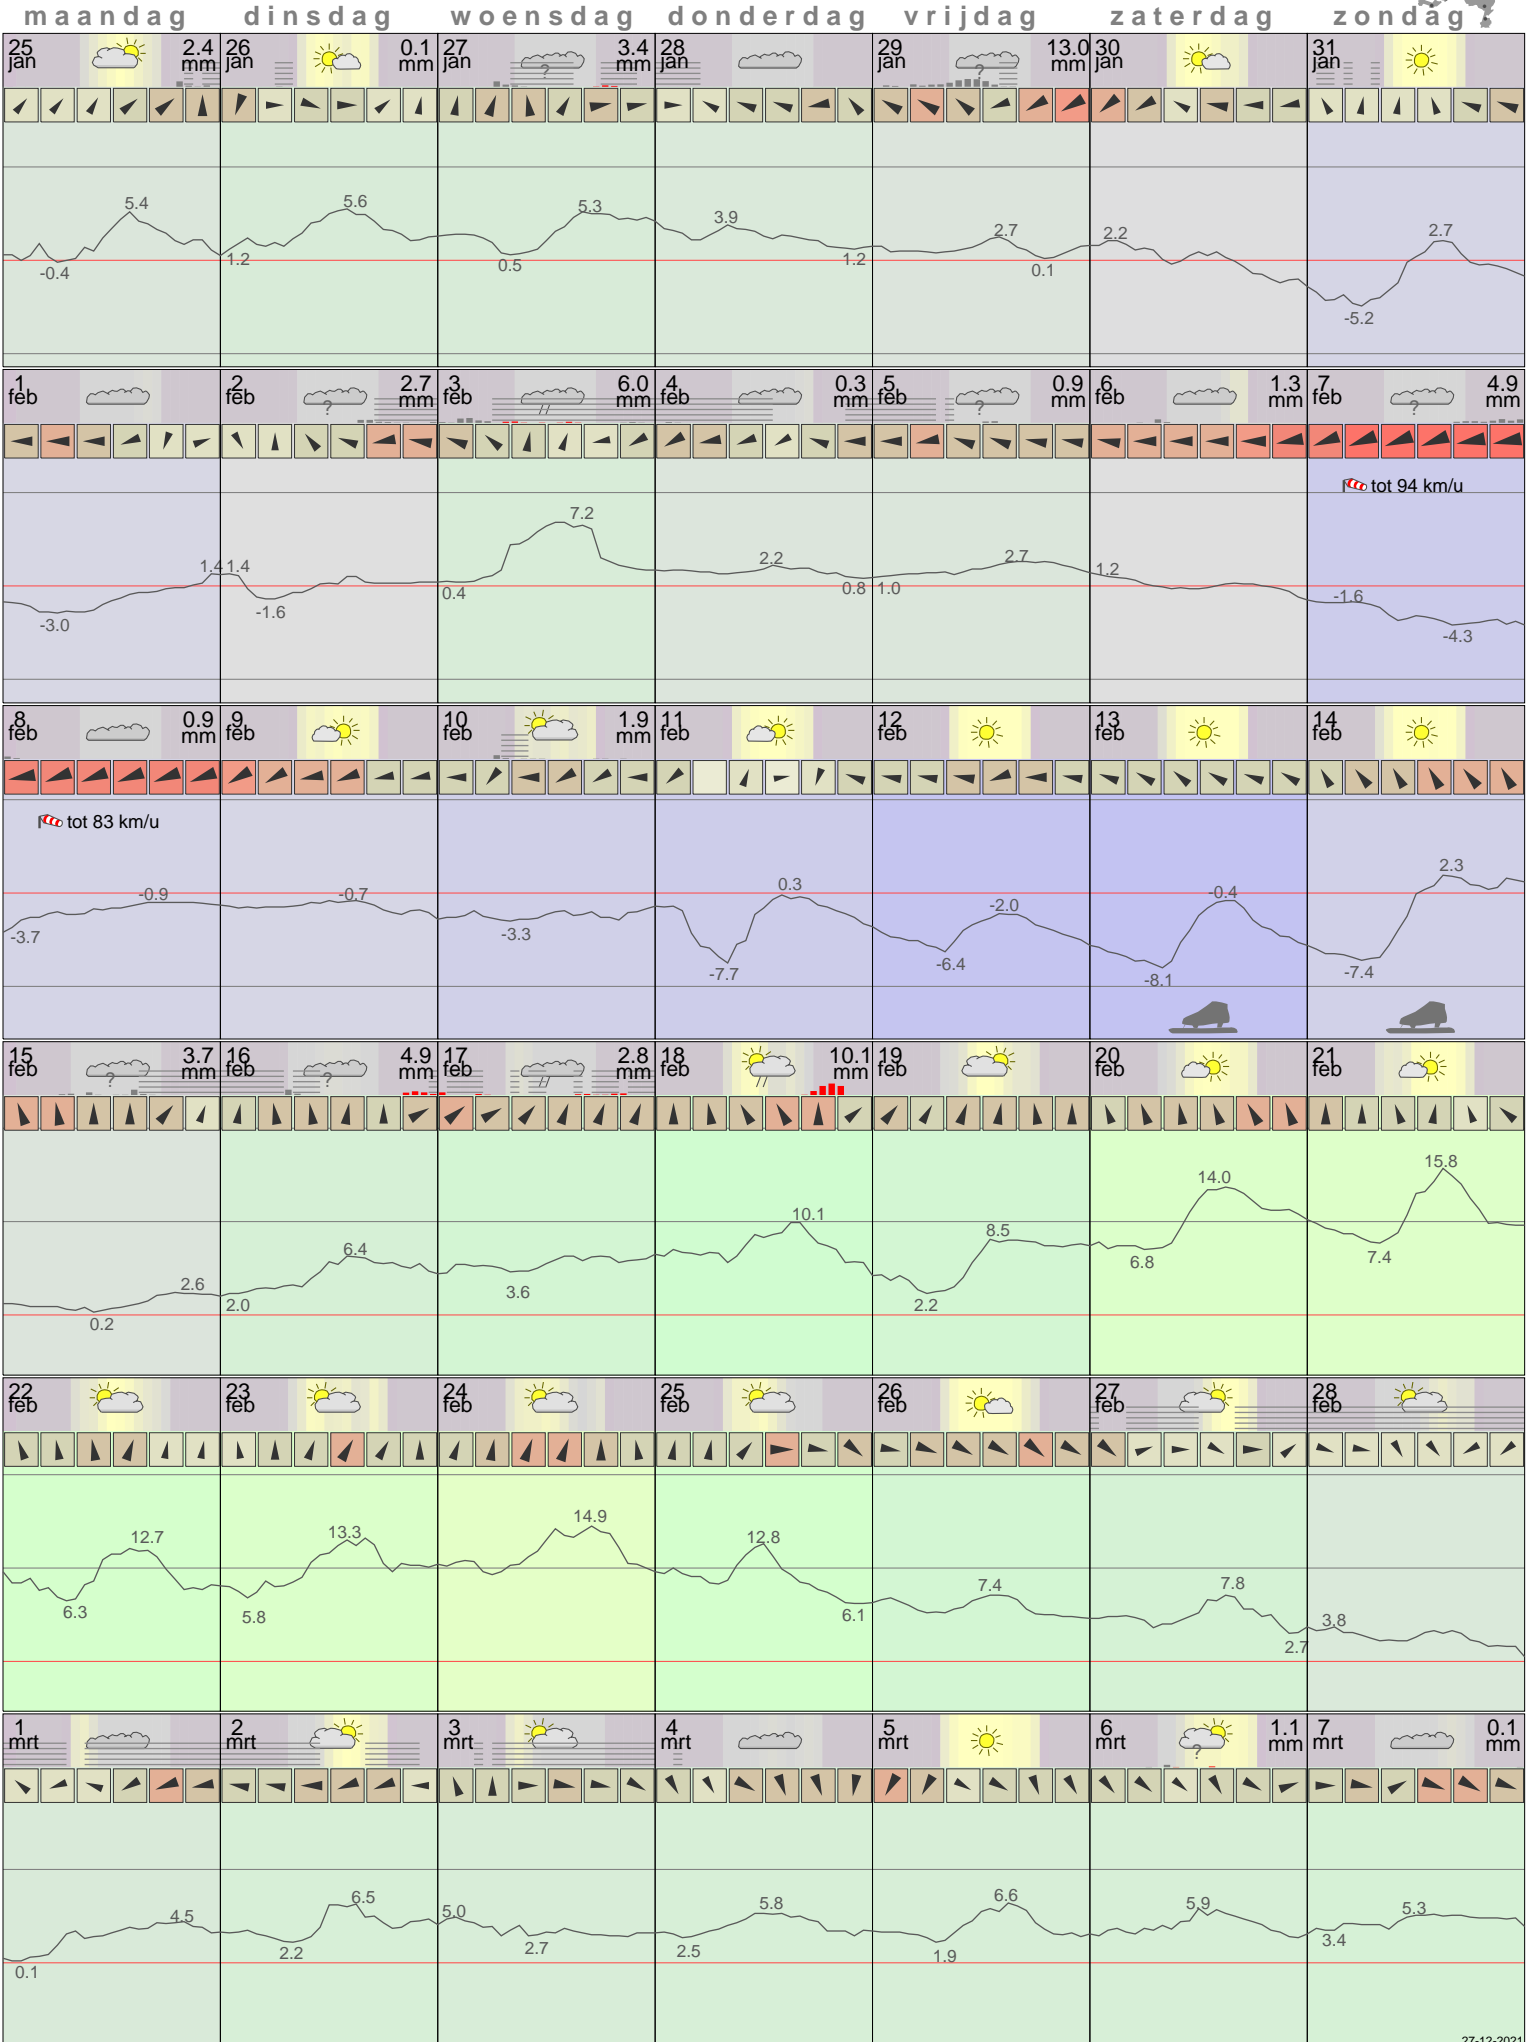 maandag dinsdag woensdag donderdag vrijdag zaterdag zondag
25 jan 2.4 mm 26 jan 0.1 mm 27 jan 3.4 mm 28 jan 29 jan 13.0 mm 30 jan 31 jan
? ?
5.4 5.6 5.3 3.9 2.7 2.2 2.7
-0.4 1.2 0.5 1.2 0.1 -5.2
1 feb 2 feb 2.7 mm 3 feb 6.0 mm 4 feb 0.3 mm 5 feb 0.9 mm 6 feb 1.3 mm 7 feb 4.9 mm
? ? ?
tot 94 km/u
1.4 1.4 7.2 2.2 2.7 1.2 -1.6
-3.0 -1.6 0.4 0.8 1.0 -4.3
8 feb 0.9 mm 9 feb 10 feb 1.9 mm 11 feb 12 feb 13 feb 14 feb
tot 83 km/u
-0.9 -0.7 0.3 -2.0 -0.4 2.3
-3.7 -3.3 -7.7 -6.4 -8.1 -7.4
15 feb 3.7 mm 16 feb 4.9 mm 17 feb 2.8 mm 18 feb 10.1 mm 19 feb 20 feb 21 feb
? ?
2.6 6.4 10.1 8.5 14.0 15.8
0.2 2.0 3.6 2.2 6.8 7.4
22 feb 23 feb 24 feb 25 feb 26 feb 27 feb 28 feb
12.7 13.3 14.9 12.8 7.4 7.8 3.8
6.3 5.8 6.1 2.7
1 mrt 2 mrt 3 mrt 4 mrt 5 mrt 6 mrt 1.1 mm 7 mrt 0.1 mm
?
4.5 6.5 5.0 5.8 6.6 5.9 5.3
0.1 2.2 2.7 2.5 1.9 3.4
27-12-2021